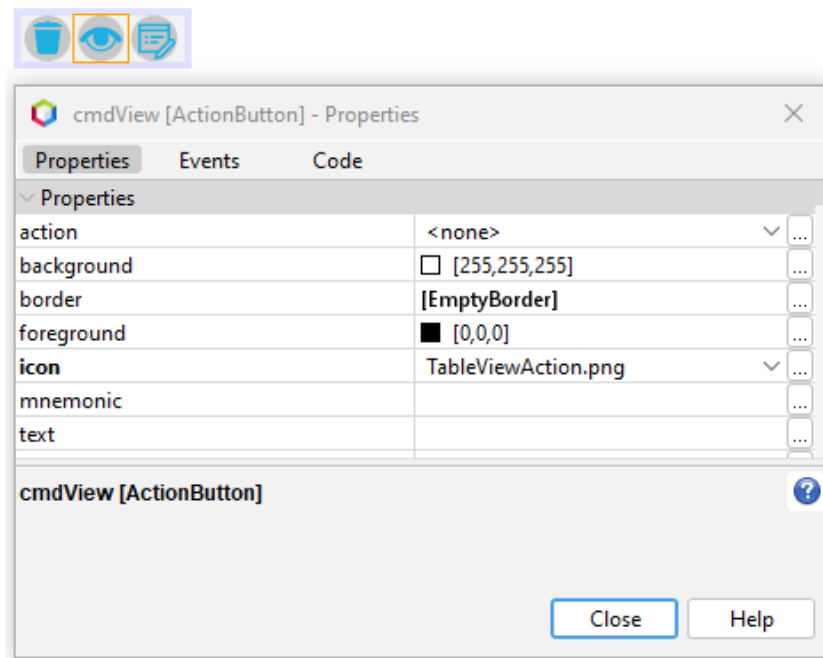 cmdView [ActionButton] - Properties
Properties Events Code
Properties
action <none> ...
background [255,255,255] ...
border [EmptyBorder] ...
foreground [0,0,0] ...
icon TableViewAction.png ...
mnemonic ...
text ...
cmdView [ActionButton] ?
Close Help